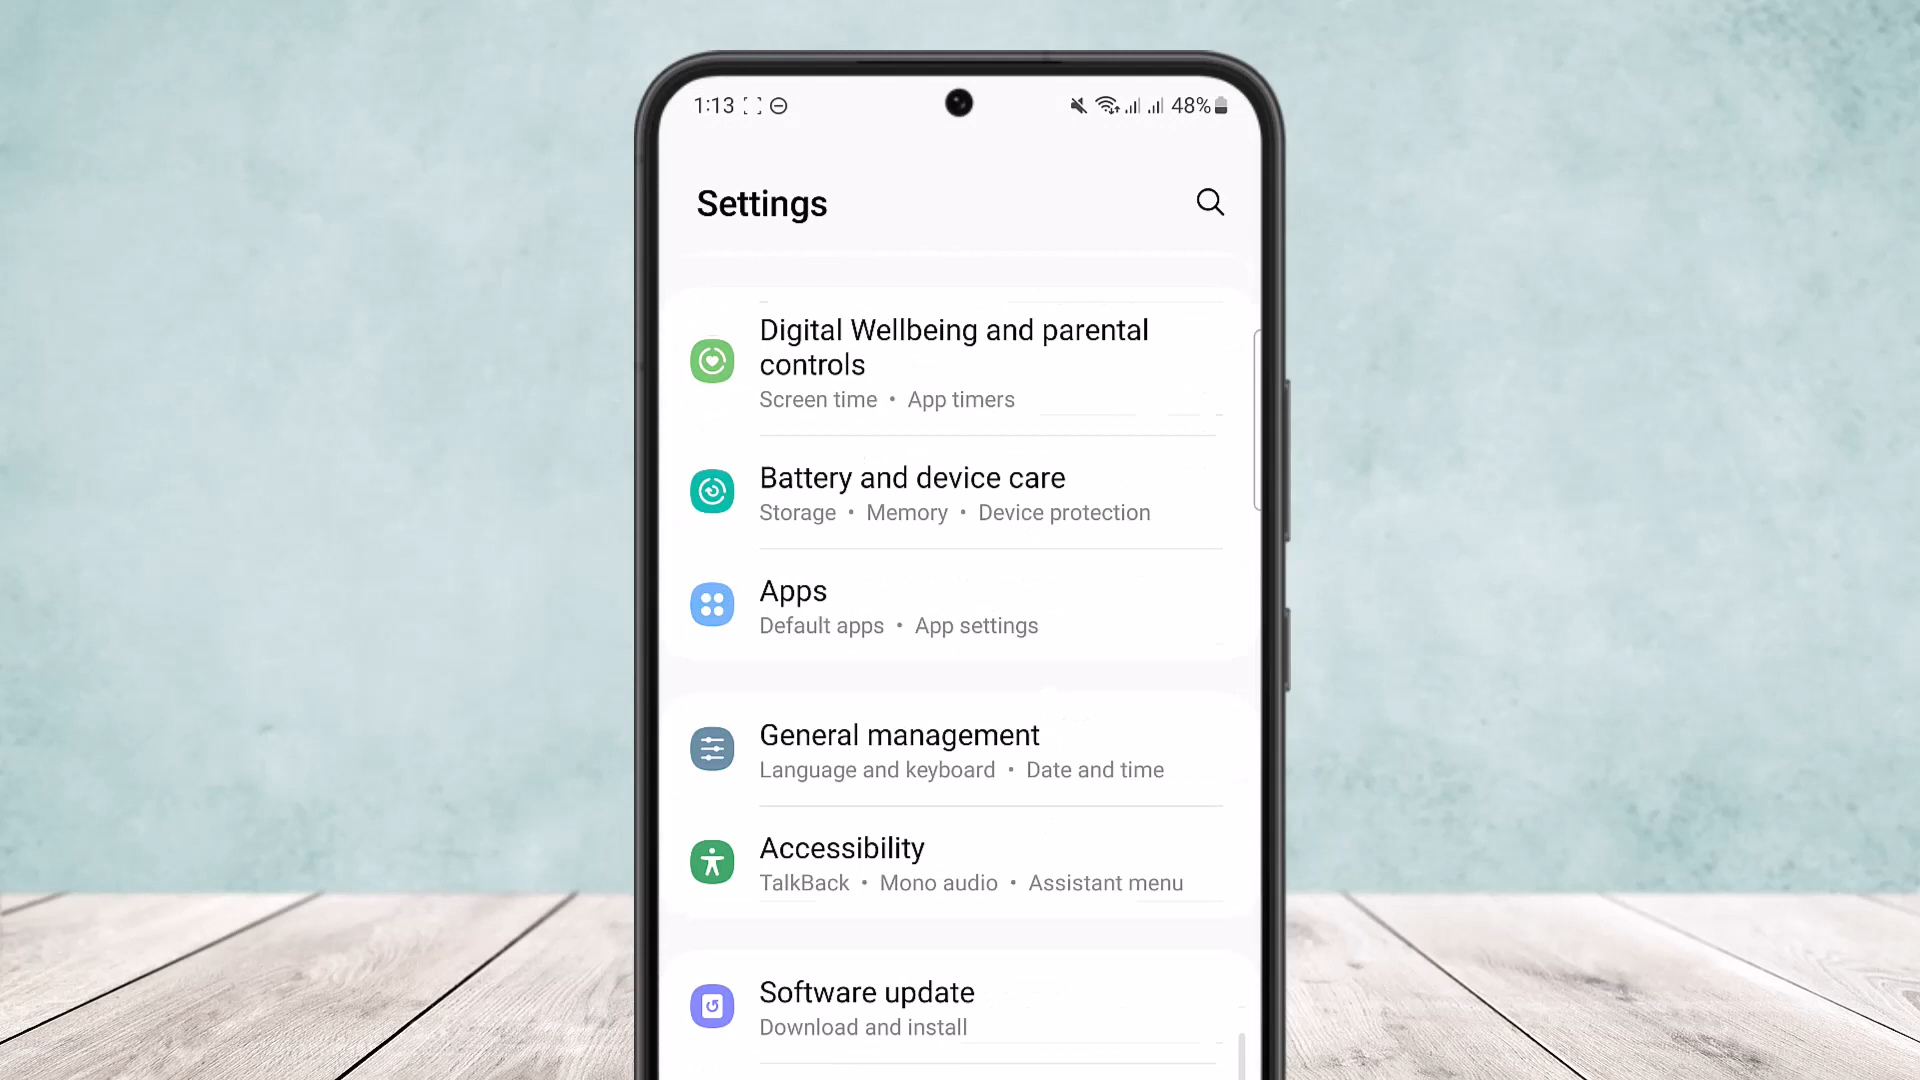 1:13 48%
Settings
Digital Wellbeing and parental
controls
Screen time • App timers
Battery and device care
Storage • Memory • Device protection
Apps
Default apps • App settings
General management
Language and keyboard • Date and time
Accessibility
TalkBack • Mono audio • Assistant menu
Software update
Download and install